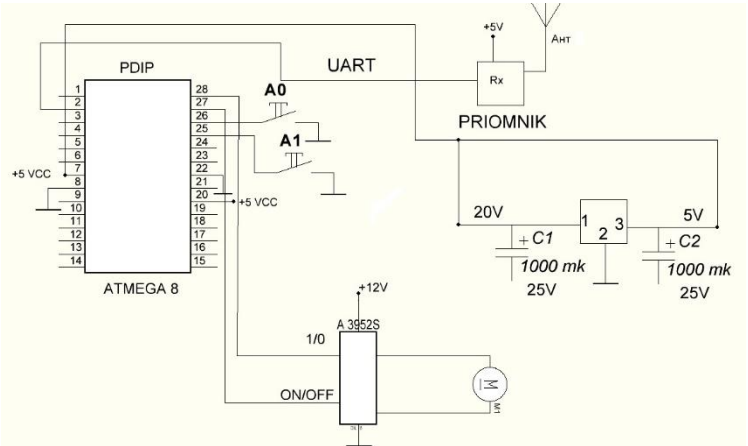 +5V
Ант
PDIP
UART
Rx
PRIOMNIK
1 28
2 27
3 26
4 25
5 24
6 23
7 22
8 21
9 20
10 19
11 18
12 17
13 16
14 15
A0
A1
+5 VCC
+5 VCC
ATMEGA 8
20V
1 2 3
5V
+ C1
1000 mk
25V
+ C2
1000 mk
25V
+12V
A 3952S
1/0
ON/OFF
M
M1